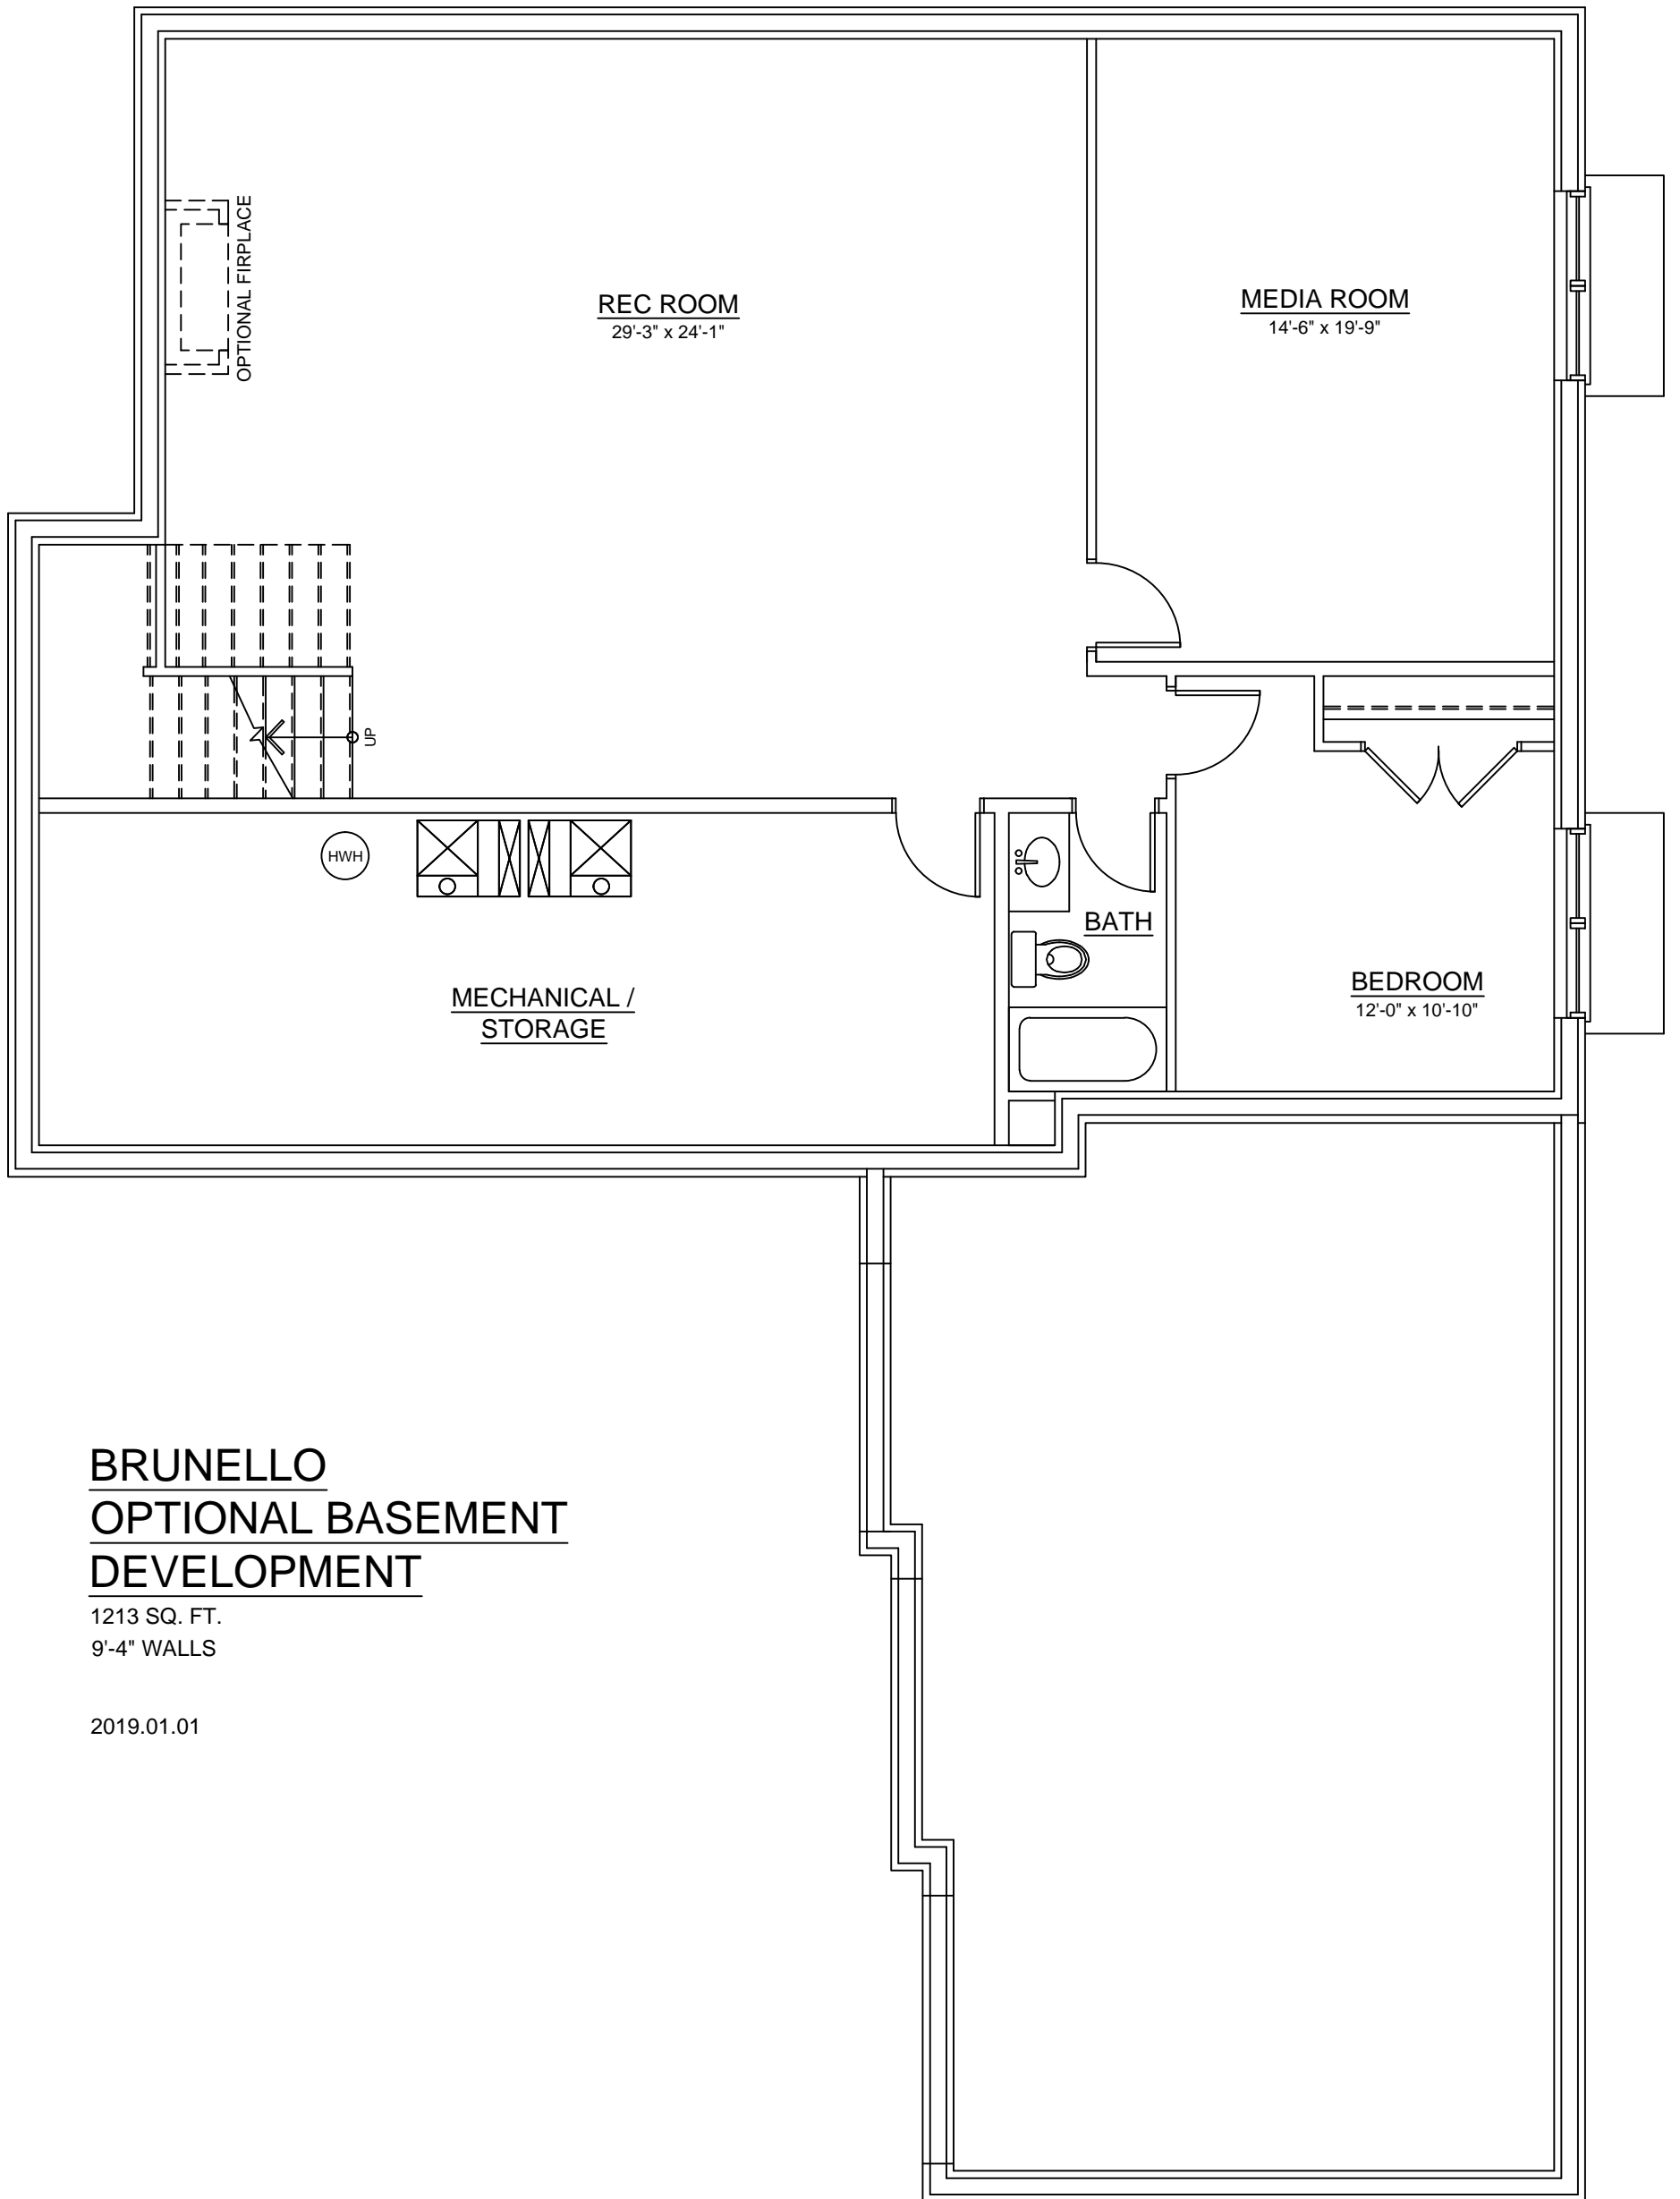 OPTIONAL FIRPLACE
REC ROOM
29'-3" x 24'-1"
MEDIA ROOM
14'-6" x 19'-9"
UP
HWH
BATH
MECHANICAL /
STORAGE
BEDROOM
12'-0" x 10'-10"
BRUNELLO
OPTIONAL BASEMENT
DEVELOPMENT
1213 SQ. FT.
9'-4" WALLS
2019.01.01